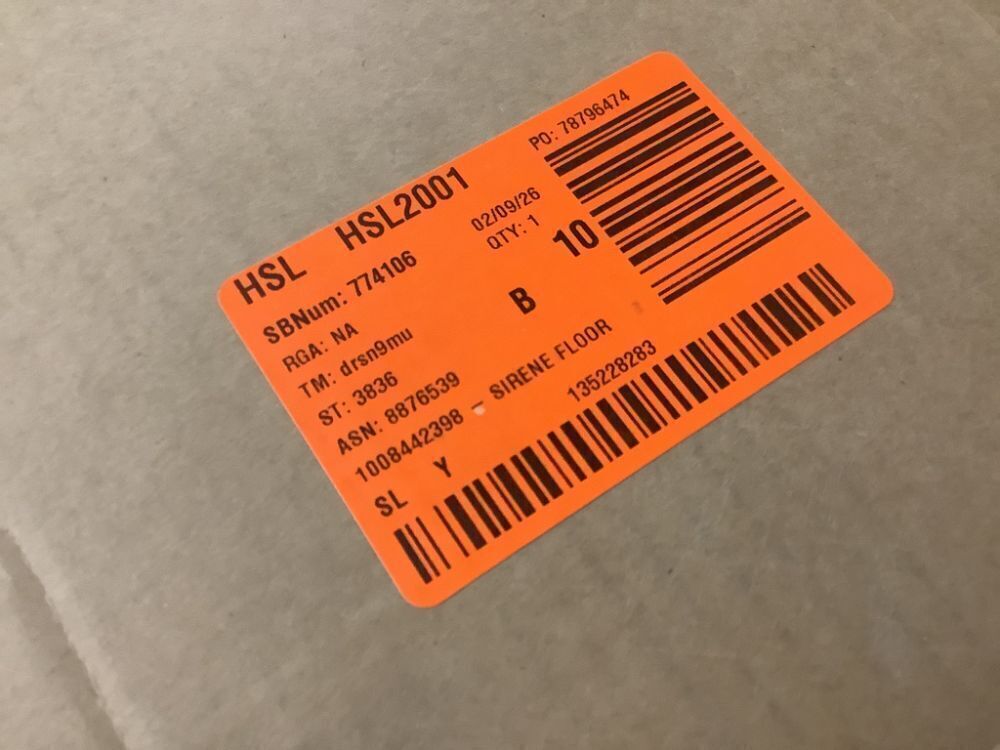 HSL HSL2001
PO: 78796474
SBNum: 774106
02/09/26
RGA: NA
QTY: 1
10
TM: drsn9mu
B
ST: 3836
ASN: 8876539
1008442398 – SIRENE FLOOR
SL Y
135228283